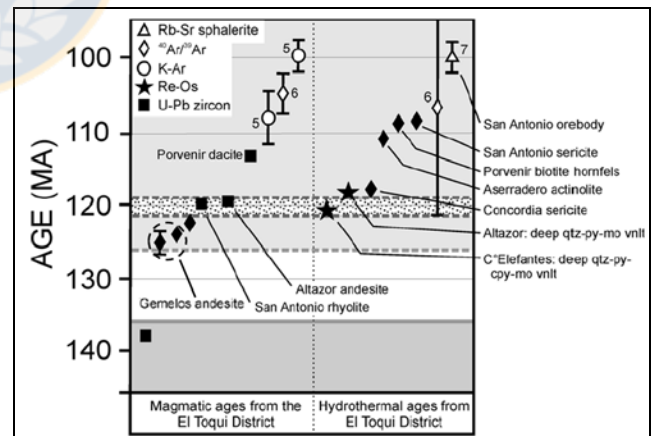 △ Rb-Sr sphalerite
◇ ⁴⁰Ar/³⁹Ar
○ K-Ar
★ Re-Os
■ U-Pb zircon
AGE (MA)
100
110
120
130
140
5
6
5
Porvenir dacite
Gemelos andesite
San Antonio rhyolite
Altazor andesite
7
6
San Antonio orebody
San Antonio sericite
Porvenir biotite hornfels
Aserradero actinolite
Concordia sericite
Altazor: deep qtz-py-mo vnlt
C°Elefantes: deep qtz-py-
cpy-mo vnlt
Magmatic ages from the
El Toqui District
Hydrothermal ages from
El Toqui District